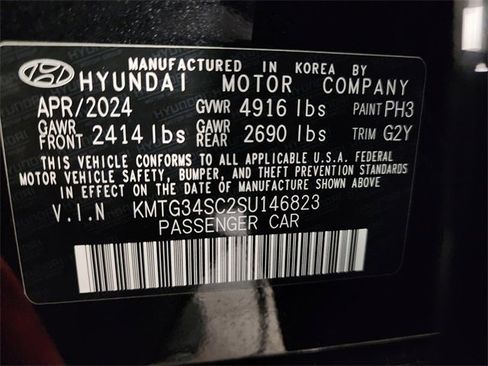 MANUFACTURED IN KOREA BY
HYUNDAI MOTOR COMPANY
APR/2024 GVWR 4916 lbs PAINT PH3
GAWR FRONT 2414 lbs GAWR REAR 2690 lbs TRIM G2Y
THIS VEHICLE CONFORMS TO ALL APPLICABLE U.S.A. FEDERAL
MOTOR VEHICLE SAFETY, BUMPER, AND THEFT PREVENTION STANDARDS
IN EFFECT ON THE DATE OF MANUFACTURE SHOWN ABOVE.
V.I.N KMTG34SC2SU146823
PASSENGER CAR